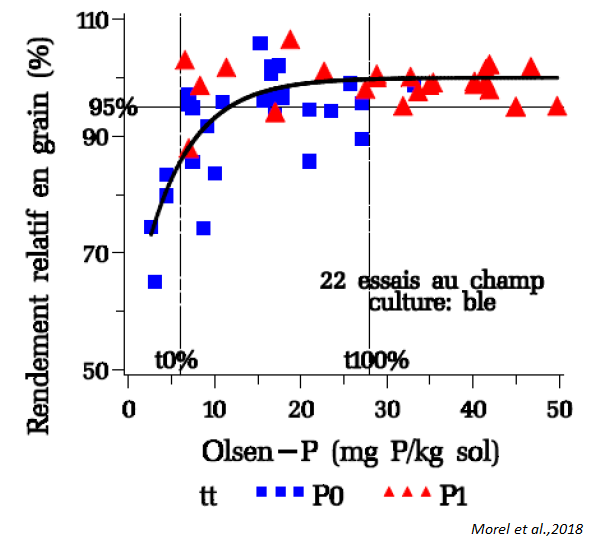 110
95%
90
70
50
Rendement relatif en grain (%)
22 essais au champ
culture: ble
t0%
t100%
0 10 20 30 40 50
Olsen-P (mg P/kg sol)
tt P0 P1
Morel et al.,2018